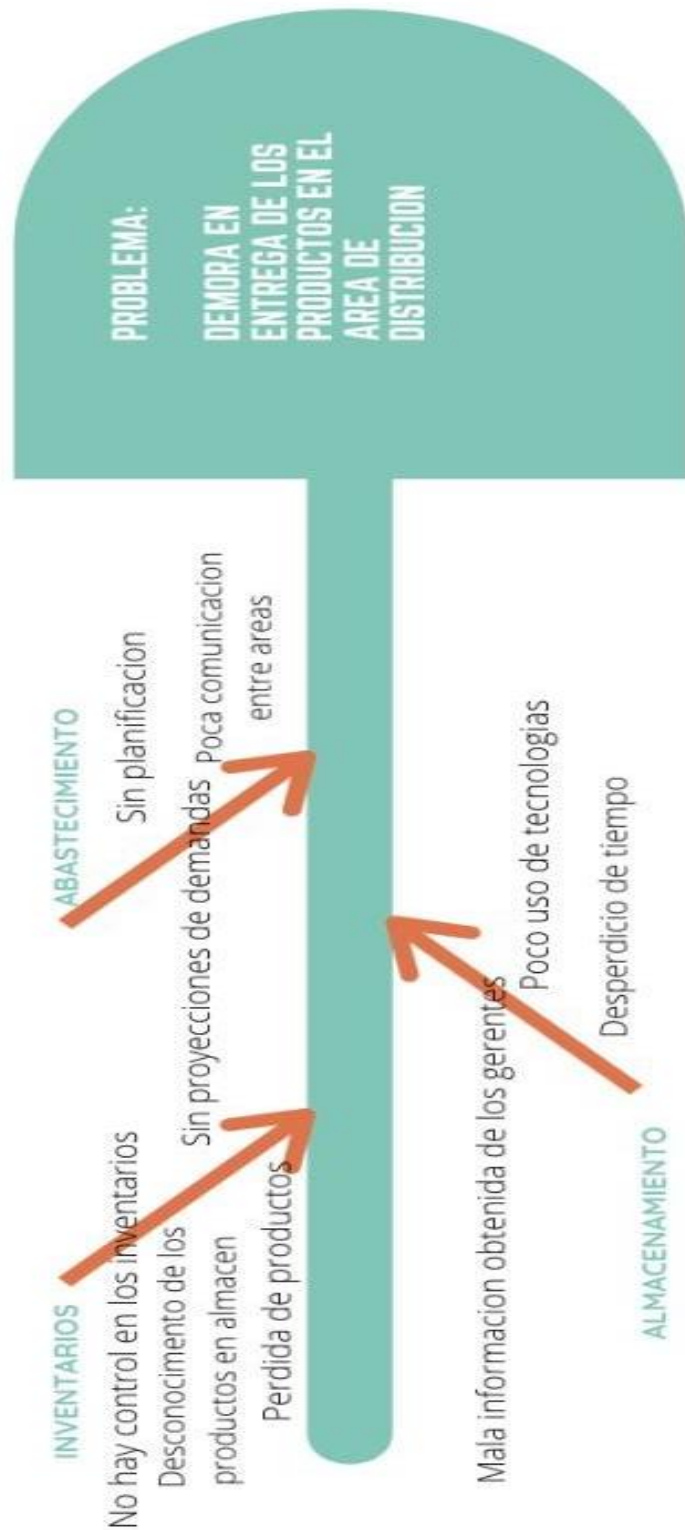 INVENTARIOS
No hay control en los inventarios
Desconocimento de los
productos en almacen
Perdida de productos
ABASTECIMIENTO
Sin planificacion
Sin proyecciones de demandas
Poca comunicacion
entre areas
PROBLEMA:
DEMORA EN
ENTREGA DE LOS
PRODUCTOS EN EL
AREA DE
DISTRIBUCION
Mala informacion obtenida de los gerentes
Poco uso de tecnologias
Desperdicio de tiempo
ALMACENAMIENTO